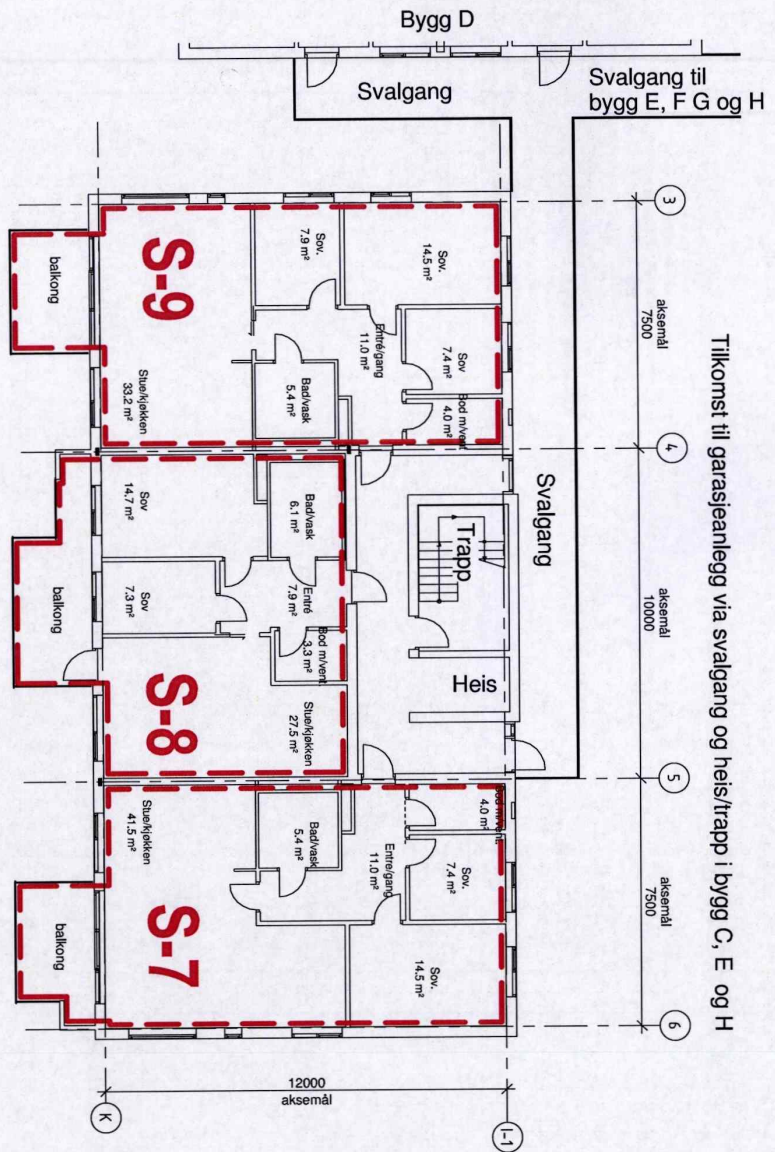 Bygg D
Svalgang
Svalgang til
bygg E, F G og H
Tilkomst til garasjeanlegg via svalgang og heis/trapp i bygg C, E og H
3
aksemål
7500
4
aksemål
10000
5
aksemål
7500
6
12000
aksemål
K
I-1
Svalgang
Trapp
Heis
S-9
balkong
Sov.
7.9 m²
Sov.
14.5 m²
Entré/gang
11.0 m²
Sov
7.4 m²
Bod m/vent
4.0 m²
Bad/vask
5.4 m²
Stue/kjøkken
33.2 m²
S-8
balkong
Sov
14.7 m²
Bad/vask
6.1 m²
Sov
7.3 m²
Entré
7.9 m²
Bod m/vent
3.3 m²
Stue/kjøkken
27.5 m²
S-7
balkong
Stue/kjøkken
41.5 m²
Bad/vask
5.4 m²
Entre/gang
11.0 m²
Bod m/vent.
4.0 m²
Sov.
7.4 m²
Sov.
14.5 m²